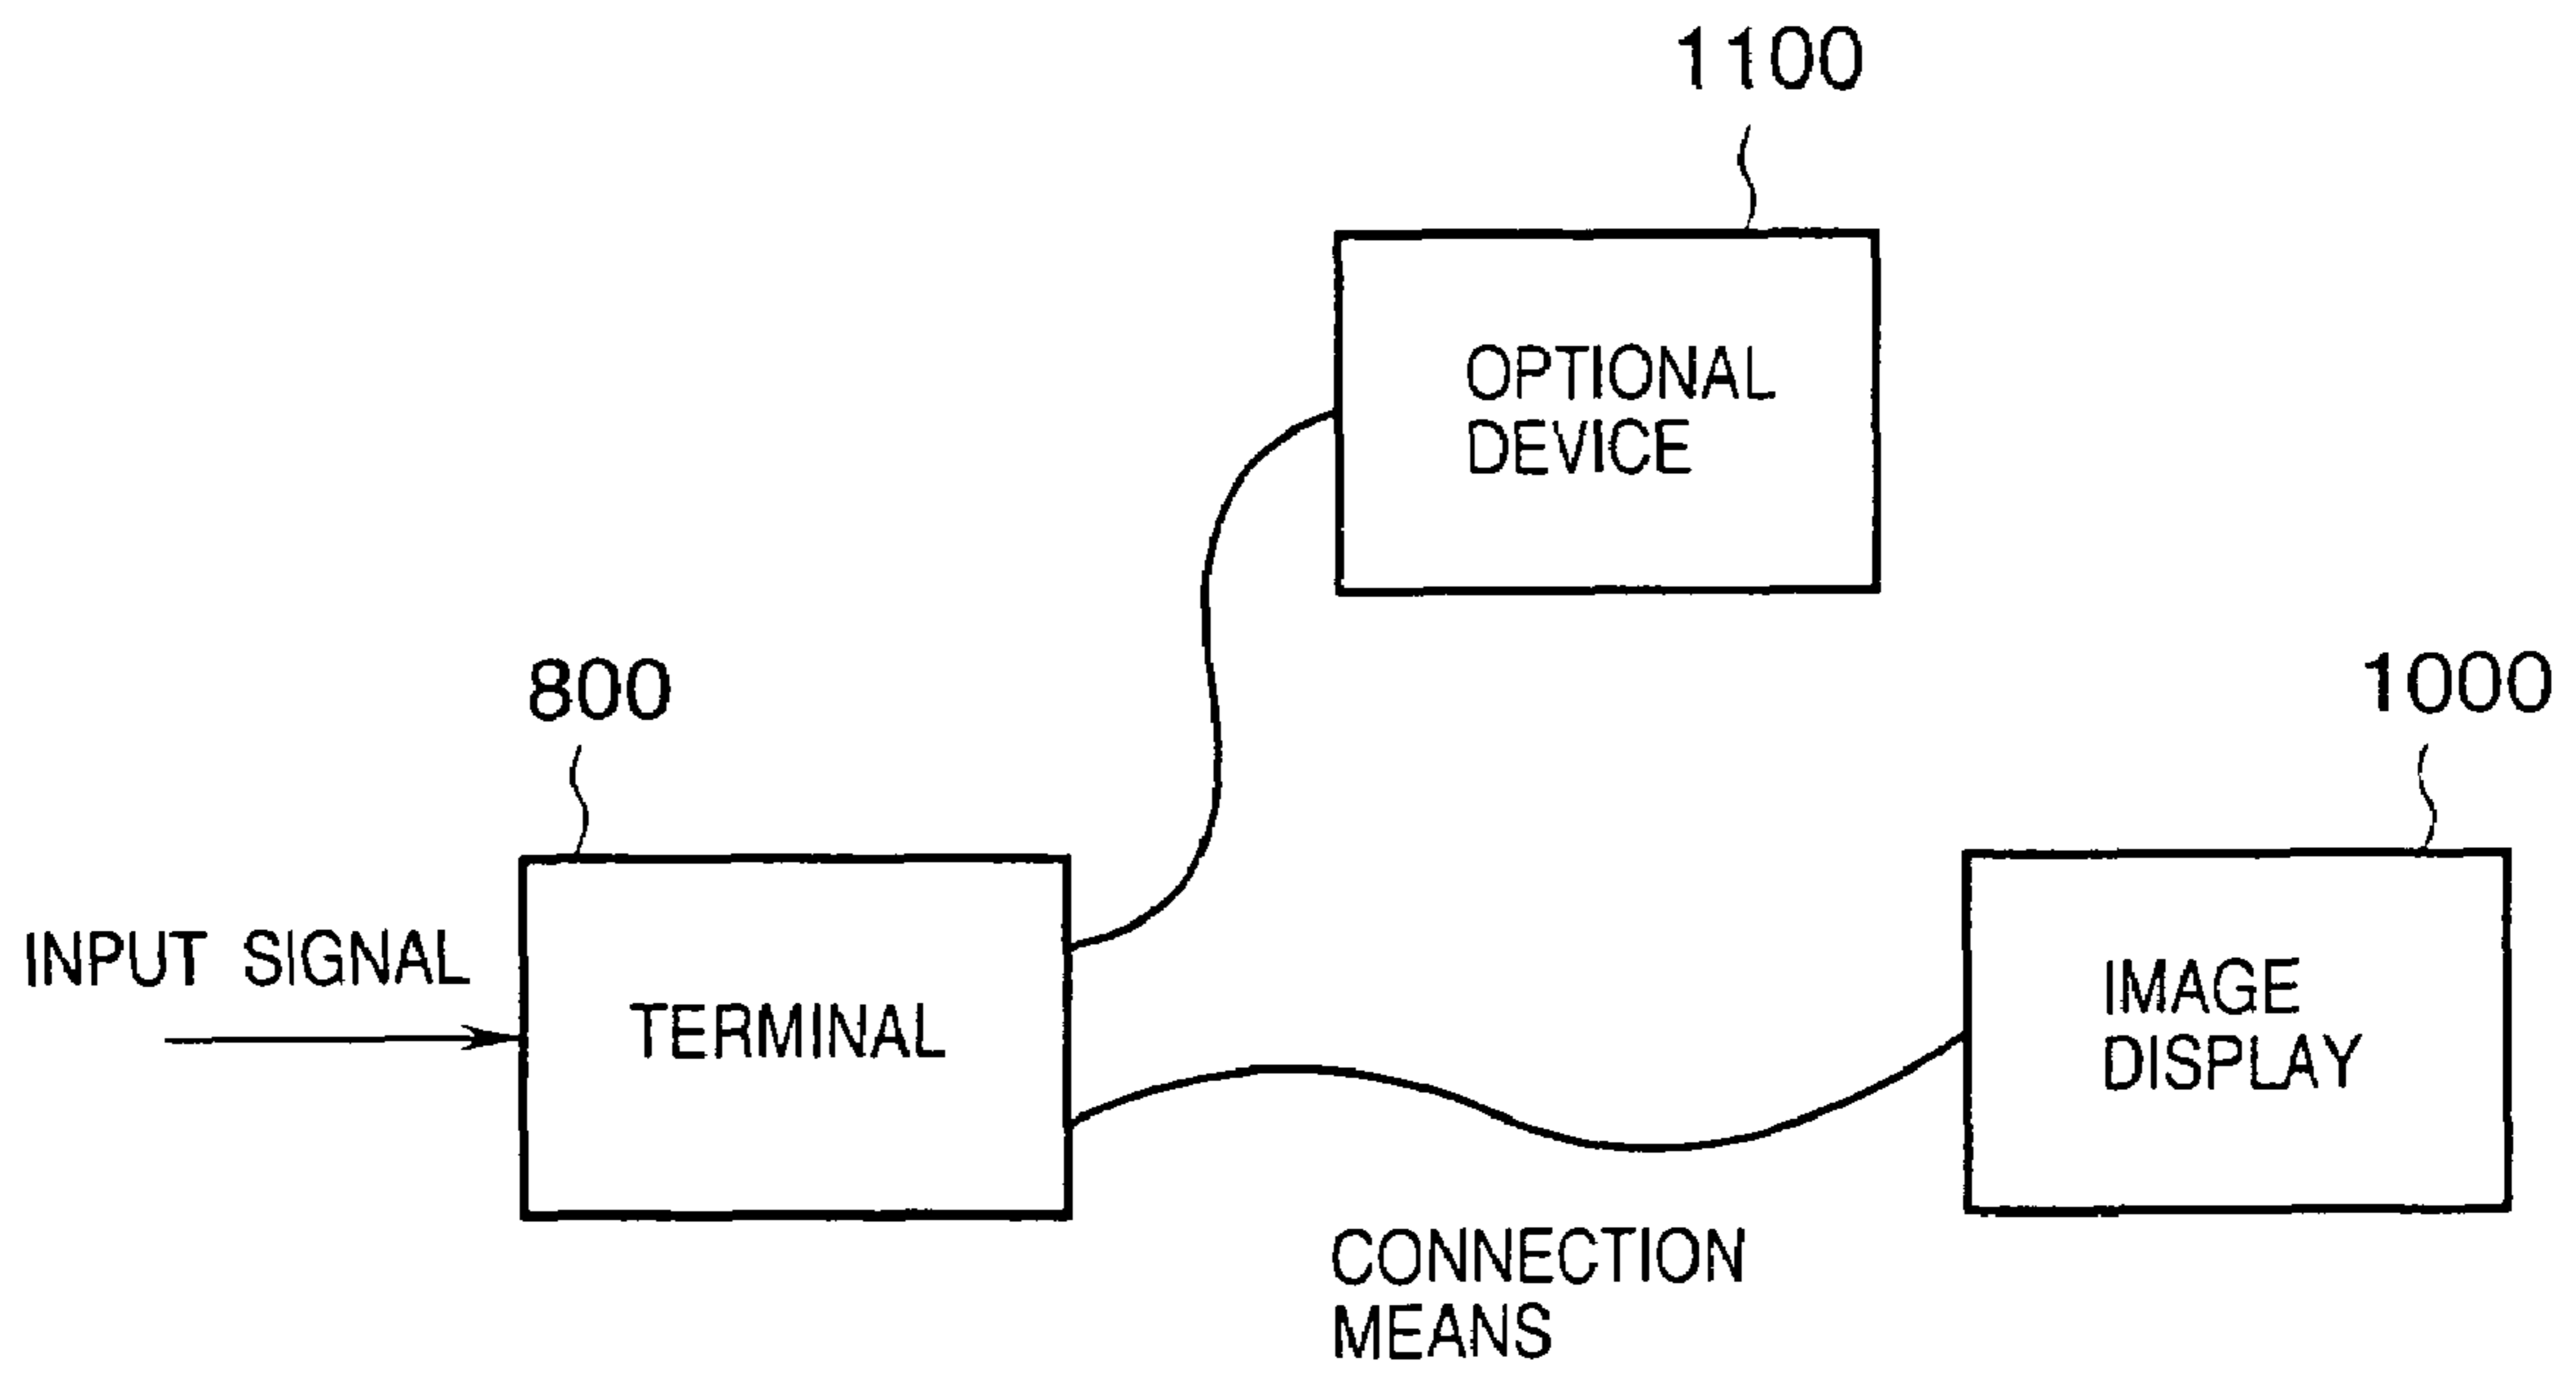 1100
OPTIONAL
DEVICE
800
1000
INPUT SIGNAL
TERMINAL
IMAGE
DISPLAY
CONNECTION
MEANS